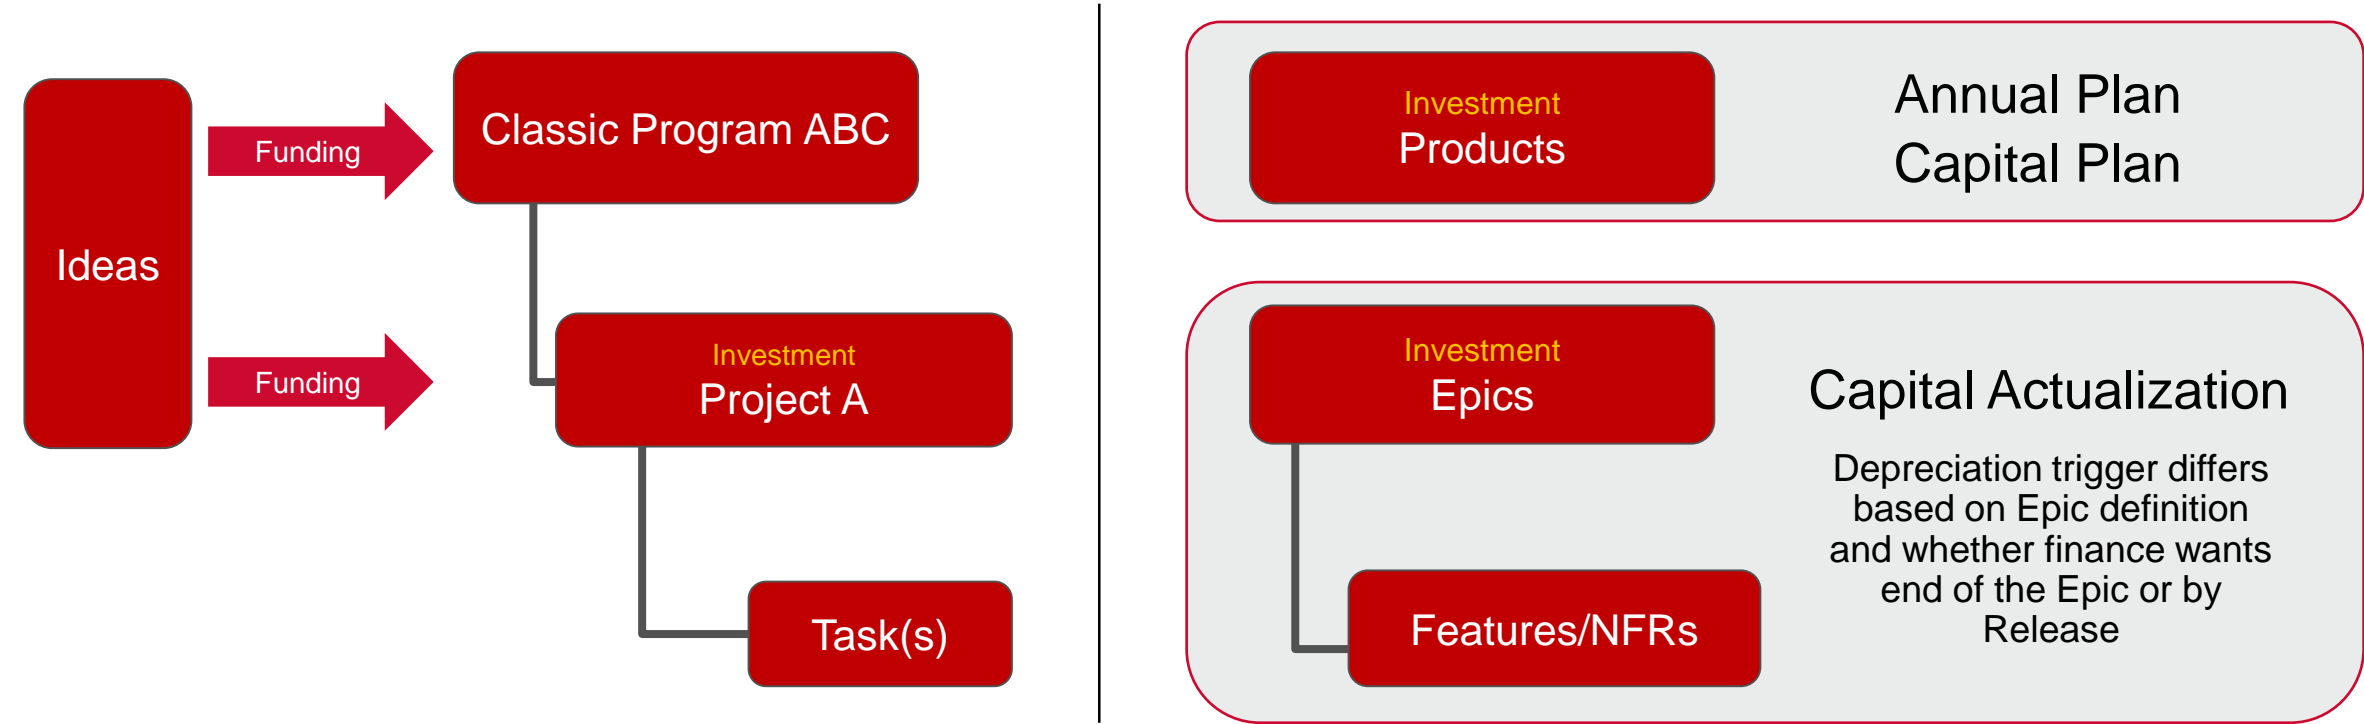 Ideas
Funding
Funding
Classic Program ABC
Investment
Project A
Task(s)
Investment
Products
Annual Plan
Capital Plan
Investment
Epics
Features/NFRs
Capital Actualization
Depreciation trigger differs
based on Epic definition
and whether finance wants
end of the Epic or by
Release